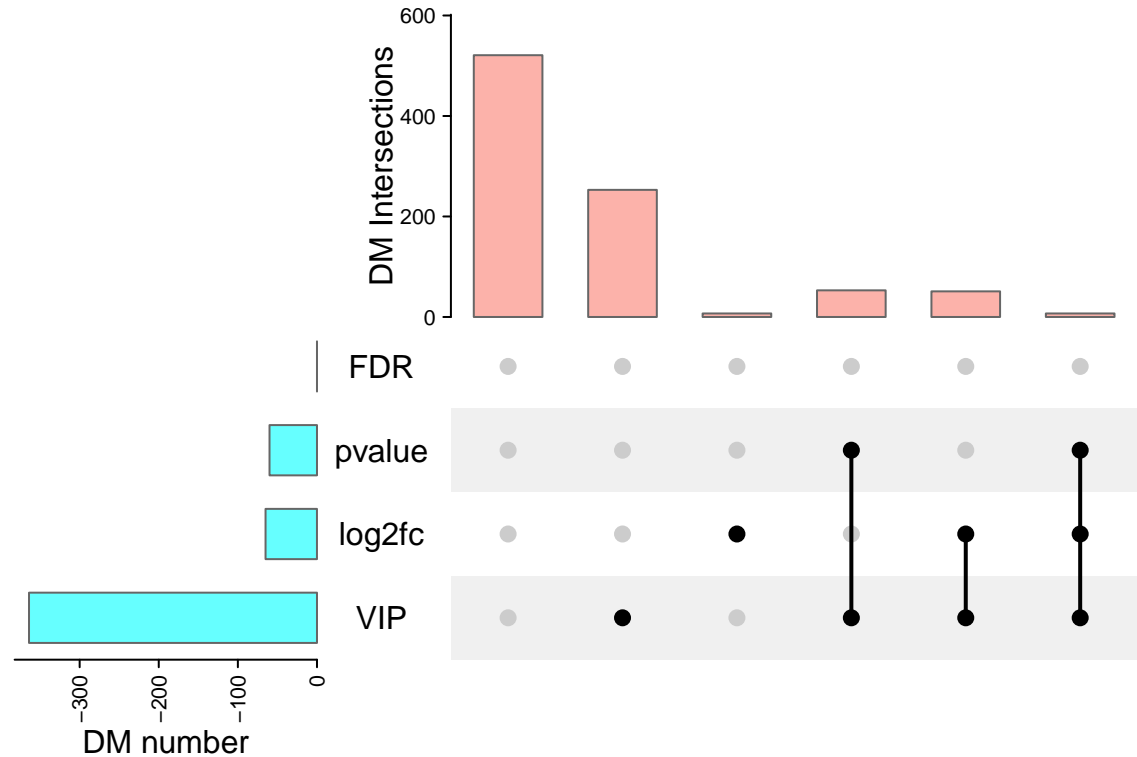 DM Intersections
600
400
200
0
FDR
pvalue
log2fc
VIP
−300
−200
−100
0
DM number